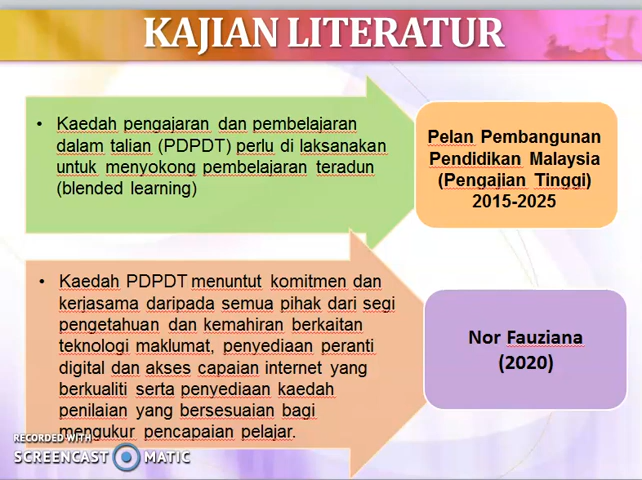 KAJIAN LITERATUR
• Kaedah pengajaran dan pembelajaran
dalam talian (PDPDT) perlu di laksanakan
untuk menyokong pembelajaran teradun
(blended learning)
Pelan Pembangunan
Pendidikan Malaysia
(Pengajian Tinggi)
2015-2025
• Kaedah PDPDT menuntut komitmen dan
kerjasama daripada semua pihak dari segi
pengetahuan dan kemahiran berkaitan
teknologi maklumat, penyediaan peranti
digital dan akses capaian internet yang
berkualiti serta penyediaan kaedah
penilaian yang bersesuaian bagi
mengukur pencapaian pelajar.
Nor Fauziana
(2020)
RECORDED WITH
SCREENCAST MATIC